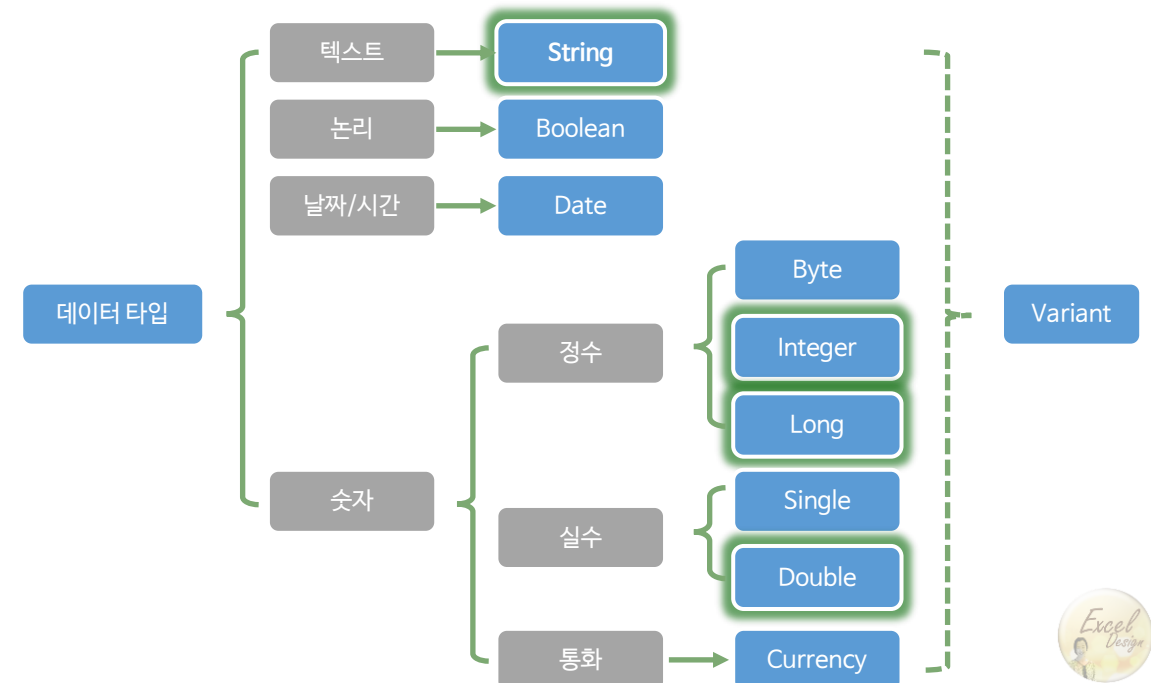 텍스트
String
논리
Boolean
날짜/시간
Date
데이터 타입
숫자
정수
Byte
Integer
Long
실수
Single
Double
통화
Currency
Variant
Excel
Design